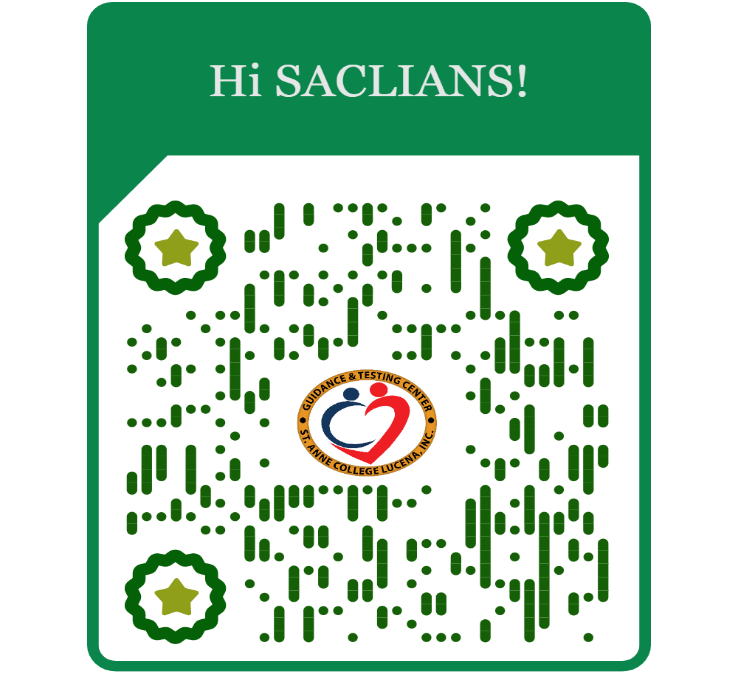 Hi SACLIANS!
GUIDANCE & TESTING CENTER
ST. ANNE COLLEGE LUCENA, INC.